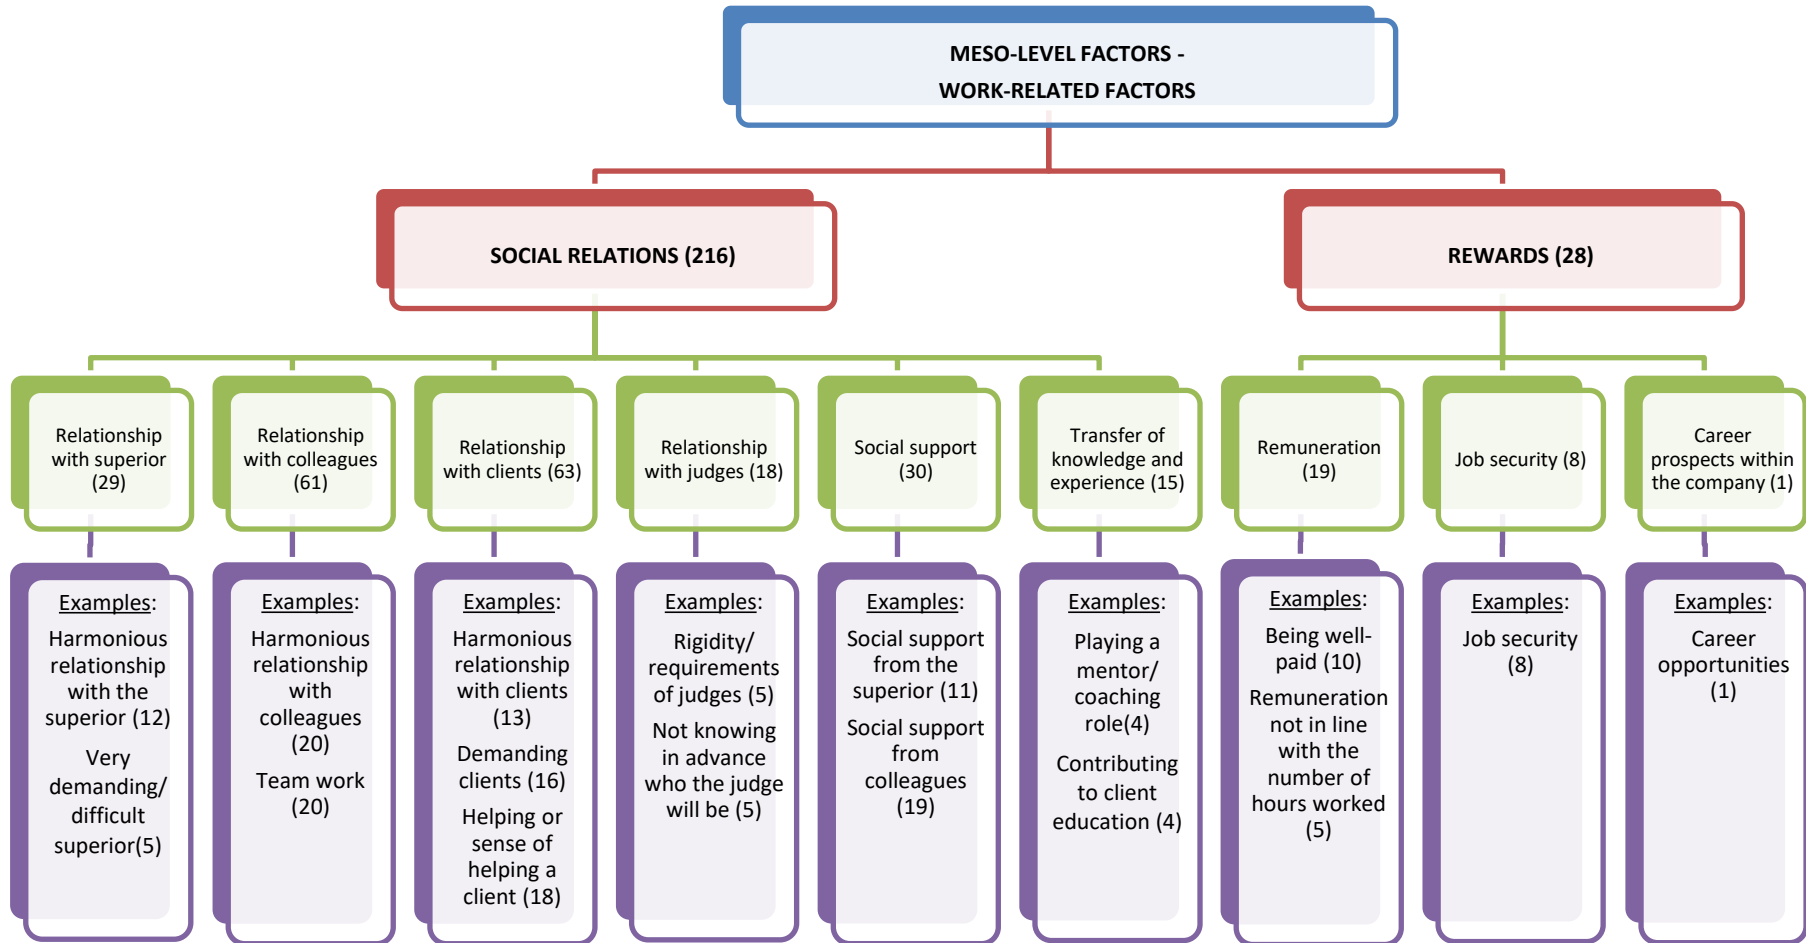 MESO-LEVEL FACTORS -
WORK-RELATED FACTORS
SOCIAL RELATIONS (216)
REWARDS (28)
Relationship
with superior
(29)
Relationship
with colleagues
(61)
Relationship
with clients (63)
Relationship
with judges (18)
Social support
(30)
Transfer of
knowledge and
experience (15)
Remuneration
(19)
Job security (8)
Career
prospects within
the company (1)
Examples:
Harmonious
relationship
with the
superior (12)
Very
demanding/
difficult
superior(5)
Examples:
Harmonious
relationship
with
colleagues
(20)
Team work
(20)
Examples:
Harmonious
relationship
with clients
(13)
Demanding
clients (16)
Helping or
sense of
helping a
client (18)
Examples:
Rigidity/
requirements
of judges (5)
Not knowing
in advance
who the judge
will be (5)
Examples:
Social support
from the
superior (11)
Social support
from
colleagues
(19)
Examples:
Playing a
mentor/
coaching
role(4)
Contributing
to client
education (4)
Examples:
Being well-
paid (10)
Remuneration
not in line
with the
number of
hours worked
(5)
Examples:
Job security
(8)
Examples:
Career
opportunities
(1)